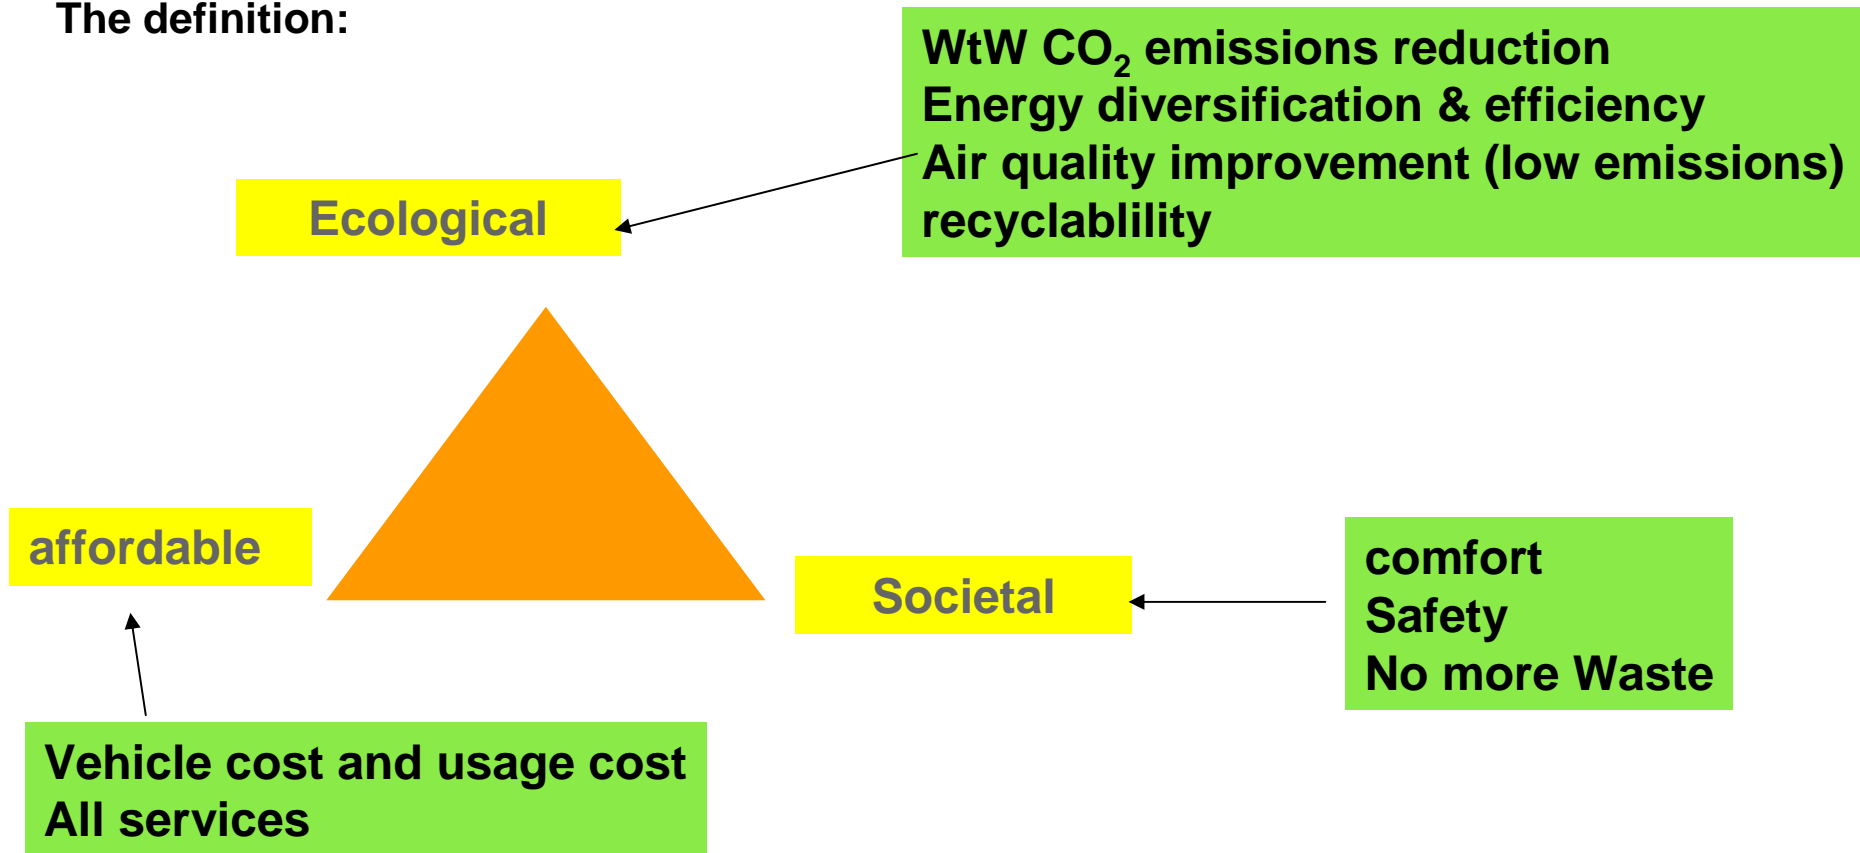 The definition:
WtW CO₂ emissions reduction
Energy diversification & efficiency
Air quality improvement (low emissions)
recyclablility
Ecological
affordable
Societal
comfort
Safety
No more Waste
Vehicle cost and usage cost
All services